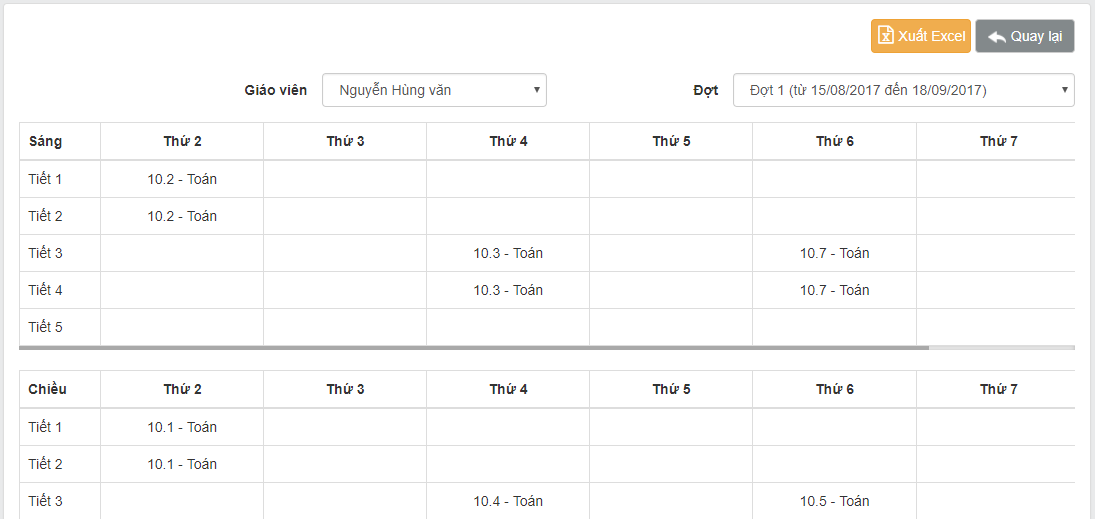 Xuất Excel Quay lại
Giáo viên Nguyễn Hùng văn Đợt Đợt 1 (từ 15/08/2017 đến 18/09/2017)
Sáng Thứ 2 Thứ 3 Thứ 4 Thứ 5 Thứ 6 Thứ 7
Tiết 1 10.2 - Toán
Tiết 2 10.2 - Toán
Tiết 3 10.3 - Toán 10.7 - Toán
Tiết 4 10.3 - Toán 10.7 - Toán
Tiết 5
Chiều Thứ 2 Thứ 3 Thứ 4 Thứ 5 Thứ 6 Thứ 7
Tiết 1 10.1 - Toán
Tiết 2 10.1 - Toán
Tiết 3 10.4 - Toán 10.5 - Toán